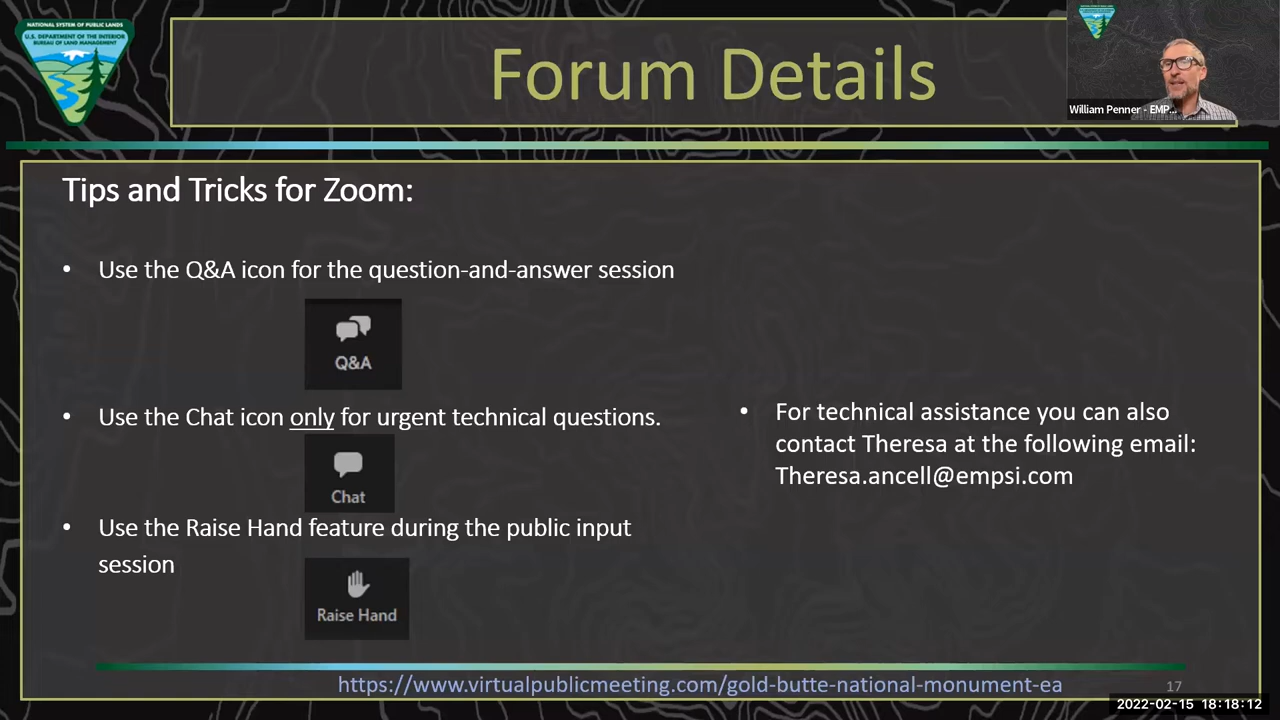 NATIONAL SYSTEM OF PUBLIC LANDS
U.S. DEPARTMENT OF THE INTERIOR
BUREAU OF LAND MANAGEMENT
Forum Details
William Penner - EMP...
Tips and Tricks for Zoom:
• Use the Q&A icon for the question-and-answer session
Q&A
• Use the Chat icon only for urgent technical questions.
Chat
• Use the Raise Hand feature during the public input
session
Raise Hand
• For technical assistance you can also
contact Theresa at the following email:
Theresa.ancell@empsi.com
https://www.virtualpublicmeeting.com/gold-butte-national-monument-ea
17
2022-02-15 18:18:12